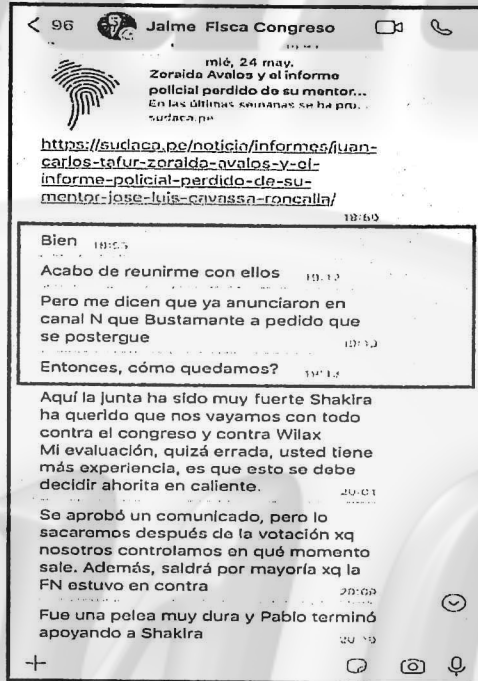 96 Jaime Fisca Congreso
mié, 24 may.
Zoraida Avalos y el informe
policial perdido de su mentor...
En las últimas semanas se ha pru...
sudaca.pe
https://sudaca.pe/noticia/informes/juan-
carlos-tafur-zoraida-avalos-y-el-
informe-policial-perdido-de-su-
mentor-jose-luis-cavassa-roncalla/
Bien
Acabo de reunirme con ellos
Pero me dicen que ya anunciaron en
canal N que Bustamante a pedido que
se postergue
Entonces, cómo quedamos?
Aquí la junta ha sido muy fuerte Shakira
ha querido que nos vayamos con todo
contra el congreso y contra Wilax
Mi evaluación, quizá errada, usted tiene
más experiencia, es que esto se debe
decidir ahorita en caliente.
20:01
Se aprobó un comunicado, pero lo
sacaremos después de la votación xq
nosotros controlamos en qué momento
sale. Además, saldrá por mayoría xq la
FN estuvo en contra
Fue una pelea muy dura y Pablo terminó
apoyando a Shakira